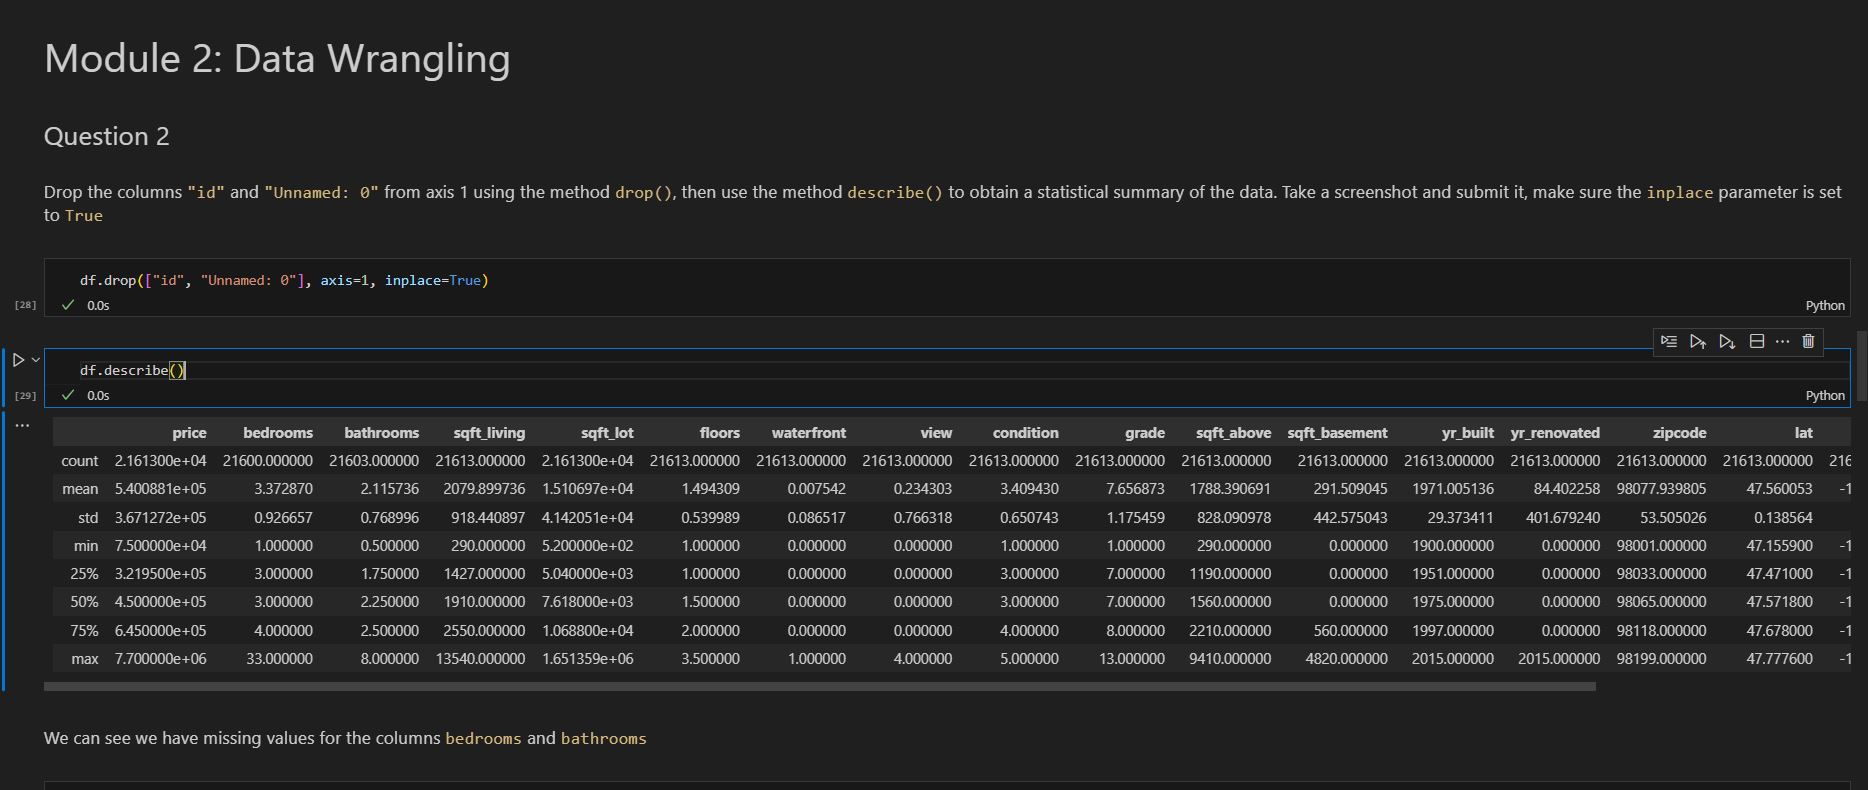 Module 2: Data Wrangling
Question 2
Drop the columns "id" and "Unnamed: 0" from axis 1 using the method drop(), then use the method describe() to obtain a statistical summary of the data. Take a screenshot and submit it, make sure the inplace parameter is set
to True
df.drop(["id", "Unnamed: 0"], axis=1, inplace=True)
[28] 0.0s Python
df.describe()
[29] 0.0s Python
price bedrooms bathrooms sqft_living sqft_lot floors waterfront view condition grade sqft_above sqft_basement yr_built yr_renovated zipcode lat
count 2.161300e+04 21600.000000 21603.000000 21613.000000 2.161300e+04 21613.000000 21613.000000 21613.000000 21613.000000 21613.000000 21613.000000 21613.000000 21613.000000 21613.000000 21613.000000 21613.000000 216
mean 5.400881e+05 3.372870 2.115736 2079.899736 1.510697e+04 1.494309 0.007542 0.234303 3.409430 7.656873 1788.390691 291.509045 1971.005136 84.402258 98077.939805 47.560053 -1
std 3.671272e+05 0.926657 0.768996 918.440897 4.142051e+04 0.539989 0.086517 0.766318 0.650743 1.175459 828.090978 442.575043 29.373411 401.679240 53.505026 0.138564
min 7.500000e+04 1.000000 0.500000 290.000000 5.200000e+02 1.000000 0.000000 0.000000 1.000000 1.000000 290.000000 0.000000 1900.000000 0.000000 98001.000000 47.155900 -1
25% 3.219500e+05 3.000000 1.750000 1427.000000 5.040000e+03 1.000000 0.000000 0.000000 3.000000 7.000000 1190.000000 0.000000 1951.000000 0.000000 98033.000000 47.471000 -1
50% 4.500000e+05 3.000000 2.250000 1910.000000 7.618000e+03 1.500000 0.000000 0.000000 3.000000 7.000000 1560.000000 0.000000 1975.000000 0.000000 98065.000000 47.571800 -1
75% 6.450000e+05 4.000000 2.500000 2550.000000 1.068800e+04 2.000000 0.000000 0.000000 4.000000 8.000000 2210.000000 560.000000 1997.000000 0.000000 98118.000000 47.678000 -1
max 7.700000e+06 33.000000 8.000000 13540.000000 1.651359e+06 3.500000 1.000000 4.000000 5.000000 13.000000 9410.000000 4820.000000 2015.000000 2015.000000 98199.000000 47.777600 -1
We can see we have missing values for the columns bedrooms and bathrooms